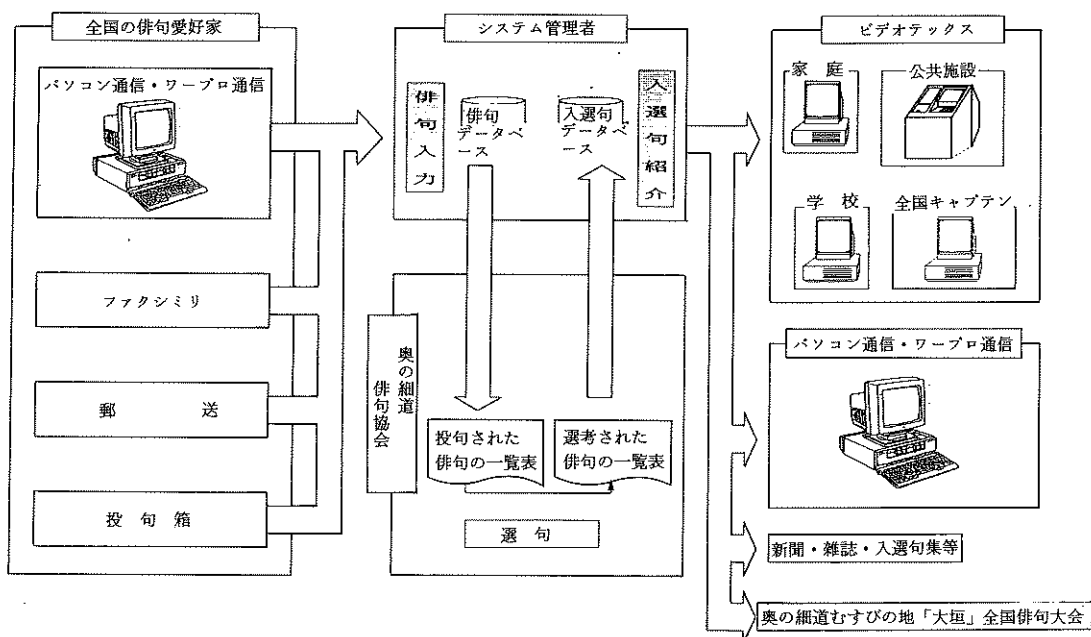 全国の俳句愛好家
パソコン通信・ワープロ通信
ファクシミリ
郵送
投句箱
システム管理者
俳句入力
俳句
データベ
ース
入選句
データベ
ース
入選句紹介
奥の細道
俳句協会
投句された
俳句の一覧表
選考された
俳句の一覧表
選句
ビデオテックス
家庭
公共施設
学校
全国キャプテン
パソコン通信・ワープロ通信
新聞・雑誌・入選句集等
奥の細道むすびの地「大垣」全国俳句大会